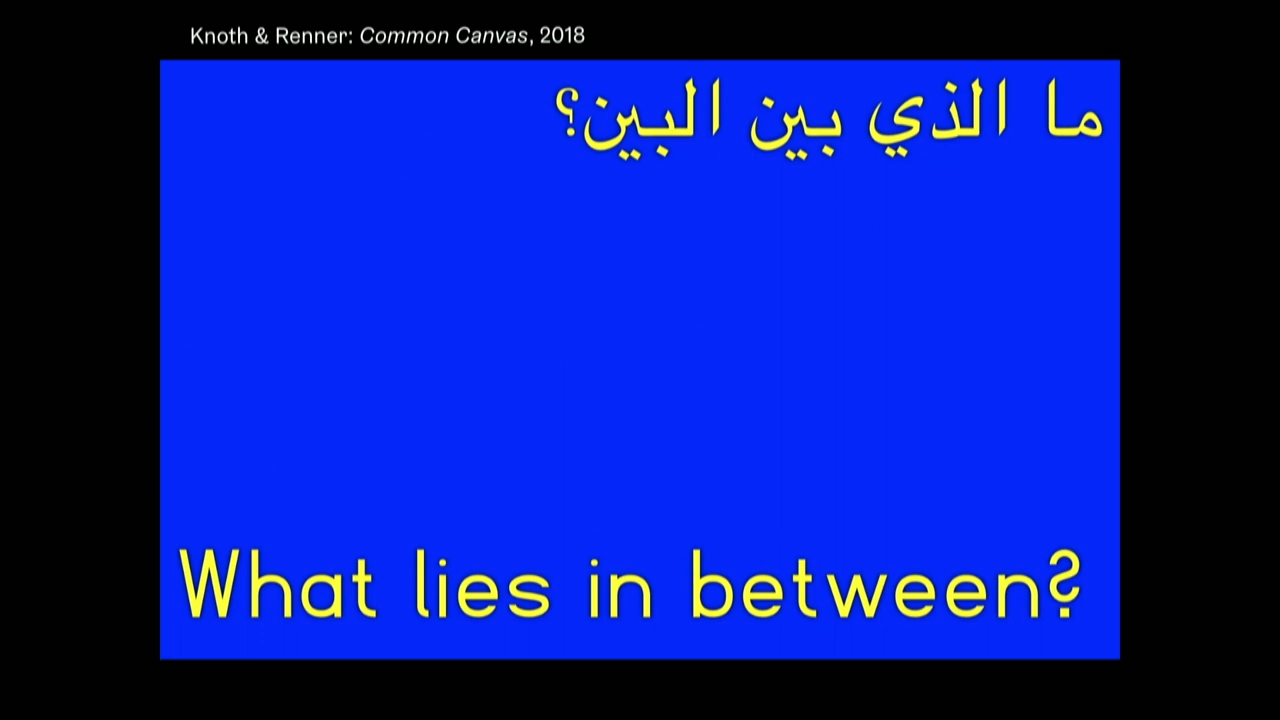 Knoth & Renner: Common Canvas, 2018
ما الذي بين البين؟
What lies in between?